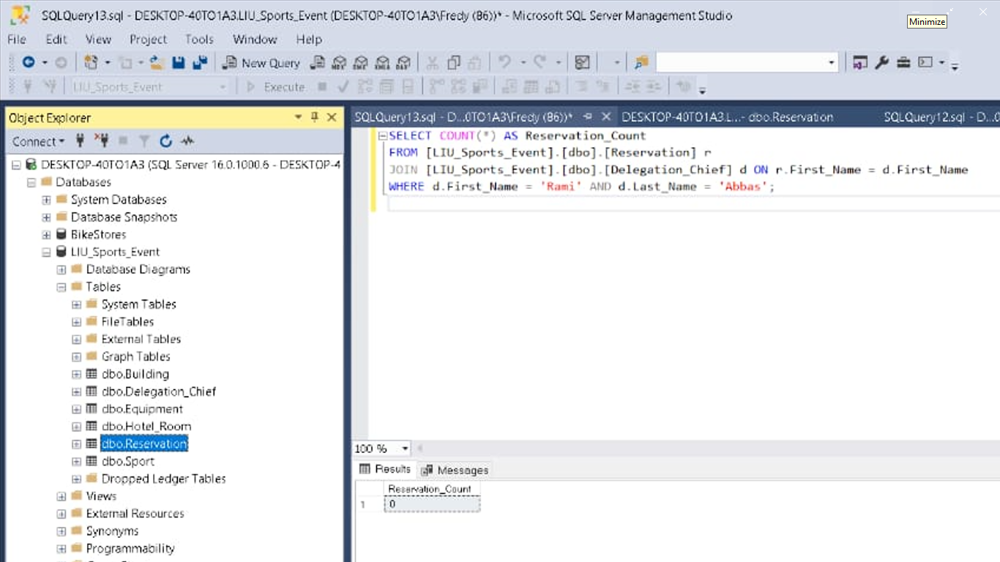 SQLQuery13.sql - DESKTOP-40TO1A3.LIU_Sports_Event (DESKTOP-40TO1A3\Fredy (86))* - Microsoft SQL Server Management Studio
Minimize
File Edit View Project Tools Window Help
New Query
LIU_Sports_Event Execute
Object Explorer
Connect
DESKTOP-40TO1A3 (SQL Server 16.0.1000.6 - DESKTOP-4
Databases
System Databases
Database Snapshots
BikeStores
LIU_Sports_Event
Database Diagrams
Tables
System Tables
FileTables
External Tables
Graph Tables
dbo.Building
dbo.Delegation_Chief
dbo.Equipment
dbo.Hotel_Room
dbo.Reservation
dbo.Sport
Dropped Ledger Tables
Views
External Resources
Synonyms
Programmability
SQLQuery13.sql - D...0TO1A3\Fredy (86))* DESKTOP-40TO1A3.L...- dbo.Reservation SQLQuery12.sql - D...0
SELECT COUNT(*) AS Reservation_Count
FROM [LIU_Sports_Event].[dbo].[Reservation] r
JOIN [LIU_Sports_Event].[dbo].[Delegation_Chief] d ON r.First_Name = d.First_Name
WHERE d.First_Name = 'Rami' AND d.Last_Name = 'Abbas';
100 %
Results Messages
Reservation_Count
1 0